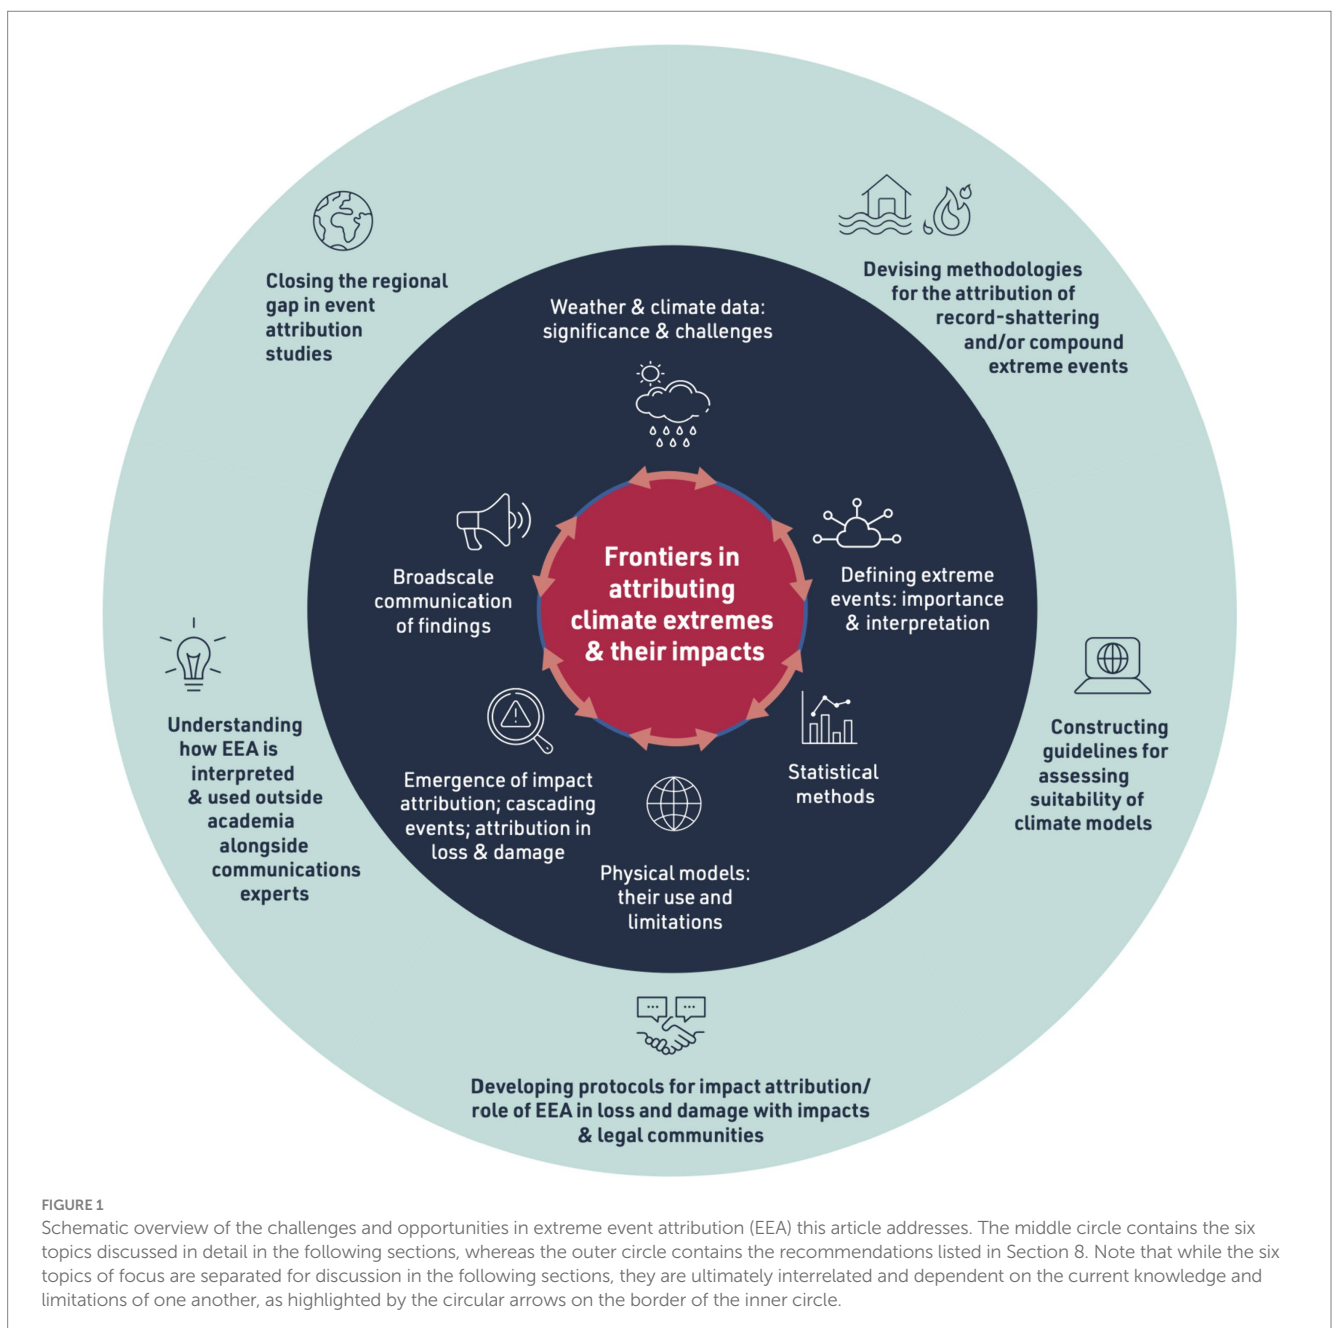 Closing the regional
gap in event
attribution
studies
Devising methodologies
for the attribution of
record-shattering
and/or compound
extreme events
Weather & climate data:
significance & challenges
Broadscale
communication
of findings
Frontiers in
attributing
climate extremes
& their impacts
Defining extreme
events: importance
& interpretation
Understanding
how EEA is
interpreted
& used outside
academia
alongside
communications
experts
Emergence of impact
attribution; cascading
events; attribution in
loss & damage
Statistical
methods
Constructing
guidelines for
assessing
suitability of
climate models
Physical models:
their use and
limitations
Developing protocols for impact attribution/
role of EEA in loss and damage with impacts
& legal communities
FIGURE 1
Schematic overview of the challenges and opportunities in extreme event attribution (EEA) this article addresses. The middle circle contains the six
topics discussed in detail in the following sections, whereas the outer circle contains the recommendations listed in Section 8. Note that while the six
topics of focus are separated for discussion in the following sections, they are ultimately interrelated and dependent on the current knowledge and
limitations of one another, as highlighted by the circular arrows on the border of the inner circle.